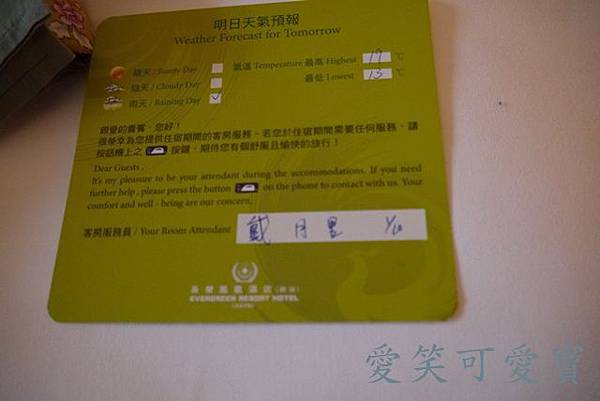 明日天氣預報
Weather Forecast for Tomorrow
晴天 / Sunny Day
氣溫 Temperature 最高 Highest 17 ℃
陰天 / Cloudy Day
最低 Lowest 13 ℃
雨天 / Raining Day ✓
親愛的貴賓，您好！
很榮幸為您提供住宿期間的客房服務，若您於住宿期間需要任何服務，請
按話機上之 按鍵，期待您有個舒服且愉快的旅行！
Dear Guests ,
It's my pleasure to be your attendant during the accommodations. If you need
further help , please press the button on the phone to contact with us. Your
comfort and well - being are our concern.
客房服務員 / Your Room Attendant 戴 月
長榮鳳凰酒店 (礁溪)
EVERGREEN RESORT HOTEL
(JIAOSI)
愛笑可愛寶